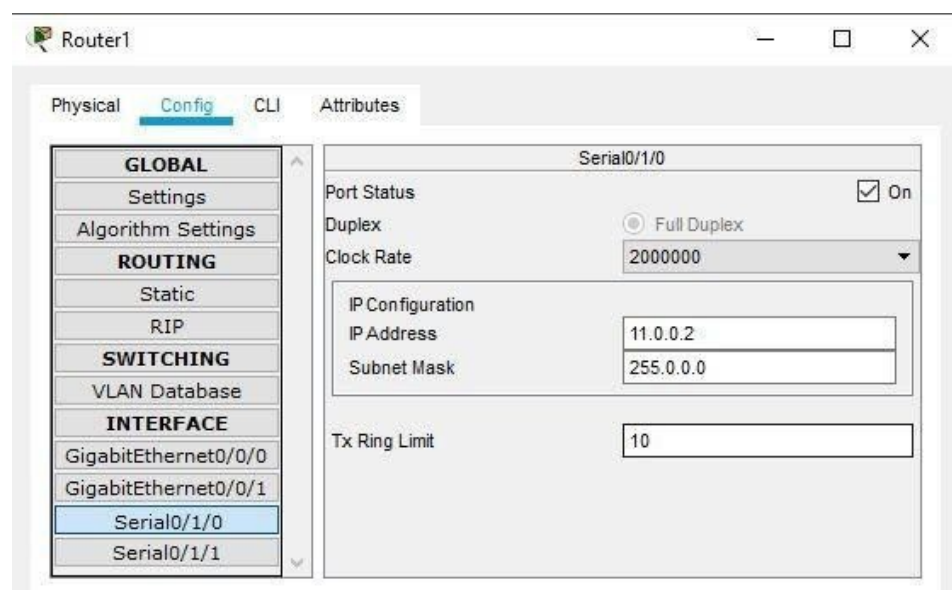 Router1
Physical Config CLI Attributes
GLOBAL
Settings
Algorithm Settings
ROUTING
Static
RIP
SWITCHING
VLAN Database
INTERFACE
GigabitEthernet0/0/0
GigabitEthernet0/0/1
Serial0/1/0
Serial0/1/1
Serial0/1/0
Port Status On
Duplex Full Duplex
Clock Rate 2000000
IP Configuration
IP Address 11.0.0.2
Subnet Mask 255.0.0.0
Tx Ring Limit 10